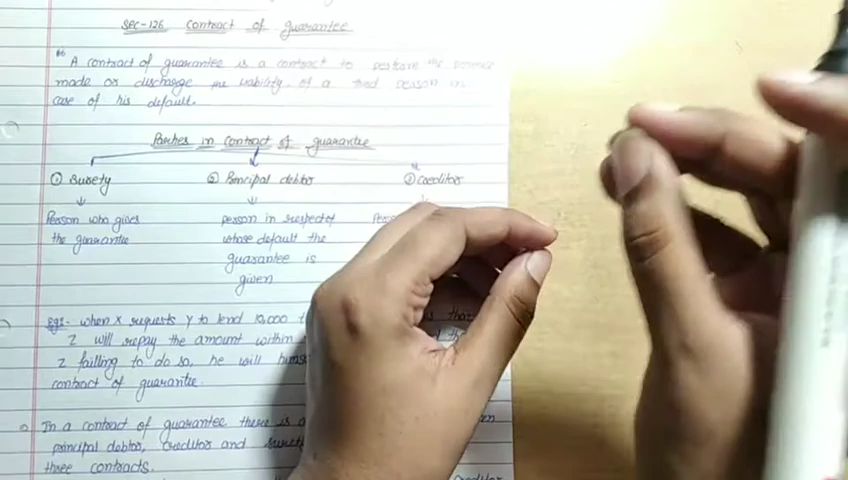 Sec-126 Contract of guarantee
"A contract of guarantee is a contract to perform the promise
made or discharge the liability of a third person in
case of his default.
Parties in contract of guarantee
① Surety ② Principal debtor ③ Creditor
Person who gives person in respect of
the guarantee whose default the
guarantee is
given
Eg:- when X requests Y to lend 10,000 that
Z will repay the amount within
Z failling to do so, he will
contract of guarantee.
In a contract of guarantee there is
principal debtor, creditor and
three contracts.
creditor